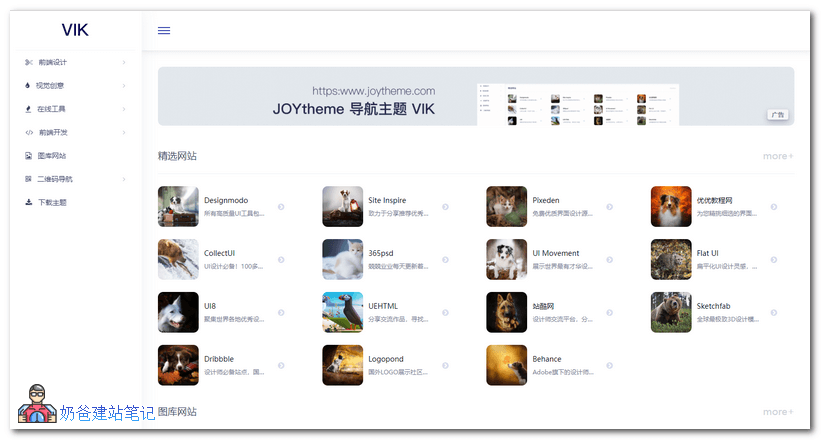 VIK
前端设计
视觉创意
在线工具
前端开发
图库网站
二维码导航
下载主题
https:www.joytheme.com
JOYtheme 导航主题 VIK
广告
精选网站
more+
Designmodo
所有高质量UI工具包...
Site Inspire
致力于分享推荐优秀...
Pixeden
免费优质界面设计源...
优优教程网
为您精挑细选的界面...
CollectUI
UI设计必备！100多...
365psd
兢兢业业每天更新者...
UI Movement
展示世界最有才华设...
Flat UI
扁平化UI设计灵感，...
UI8
聚集世界各地优秀设...
UEHTML
分享交流作品，寻找...
站酷网
设计师交流平台、分...
Sketchfab
全球最极致3D设计模...
Dribbble
设计师必备站点，国...
Logopond
国外LOGO展示社区...
Behance
Adobe旗下的设计师...
图库网站
more+
奶爸建站笔记